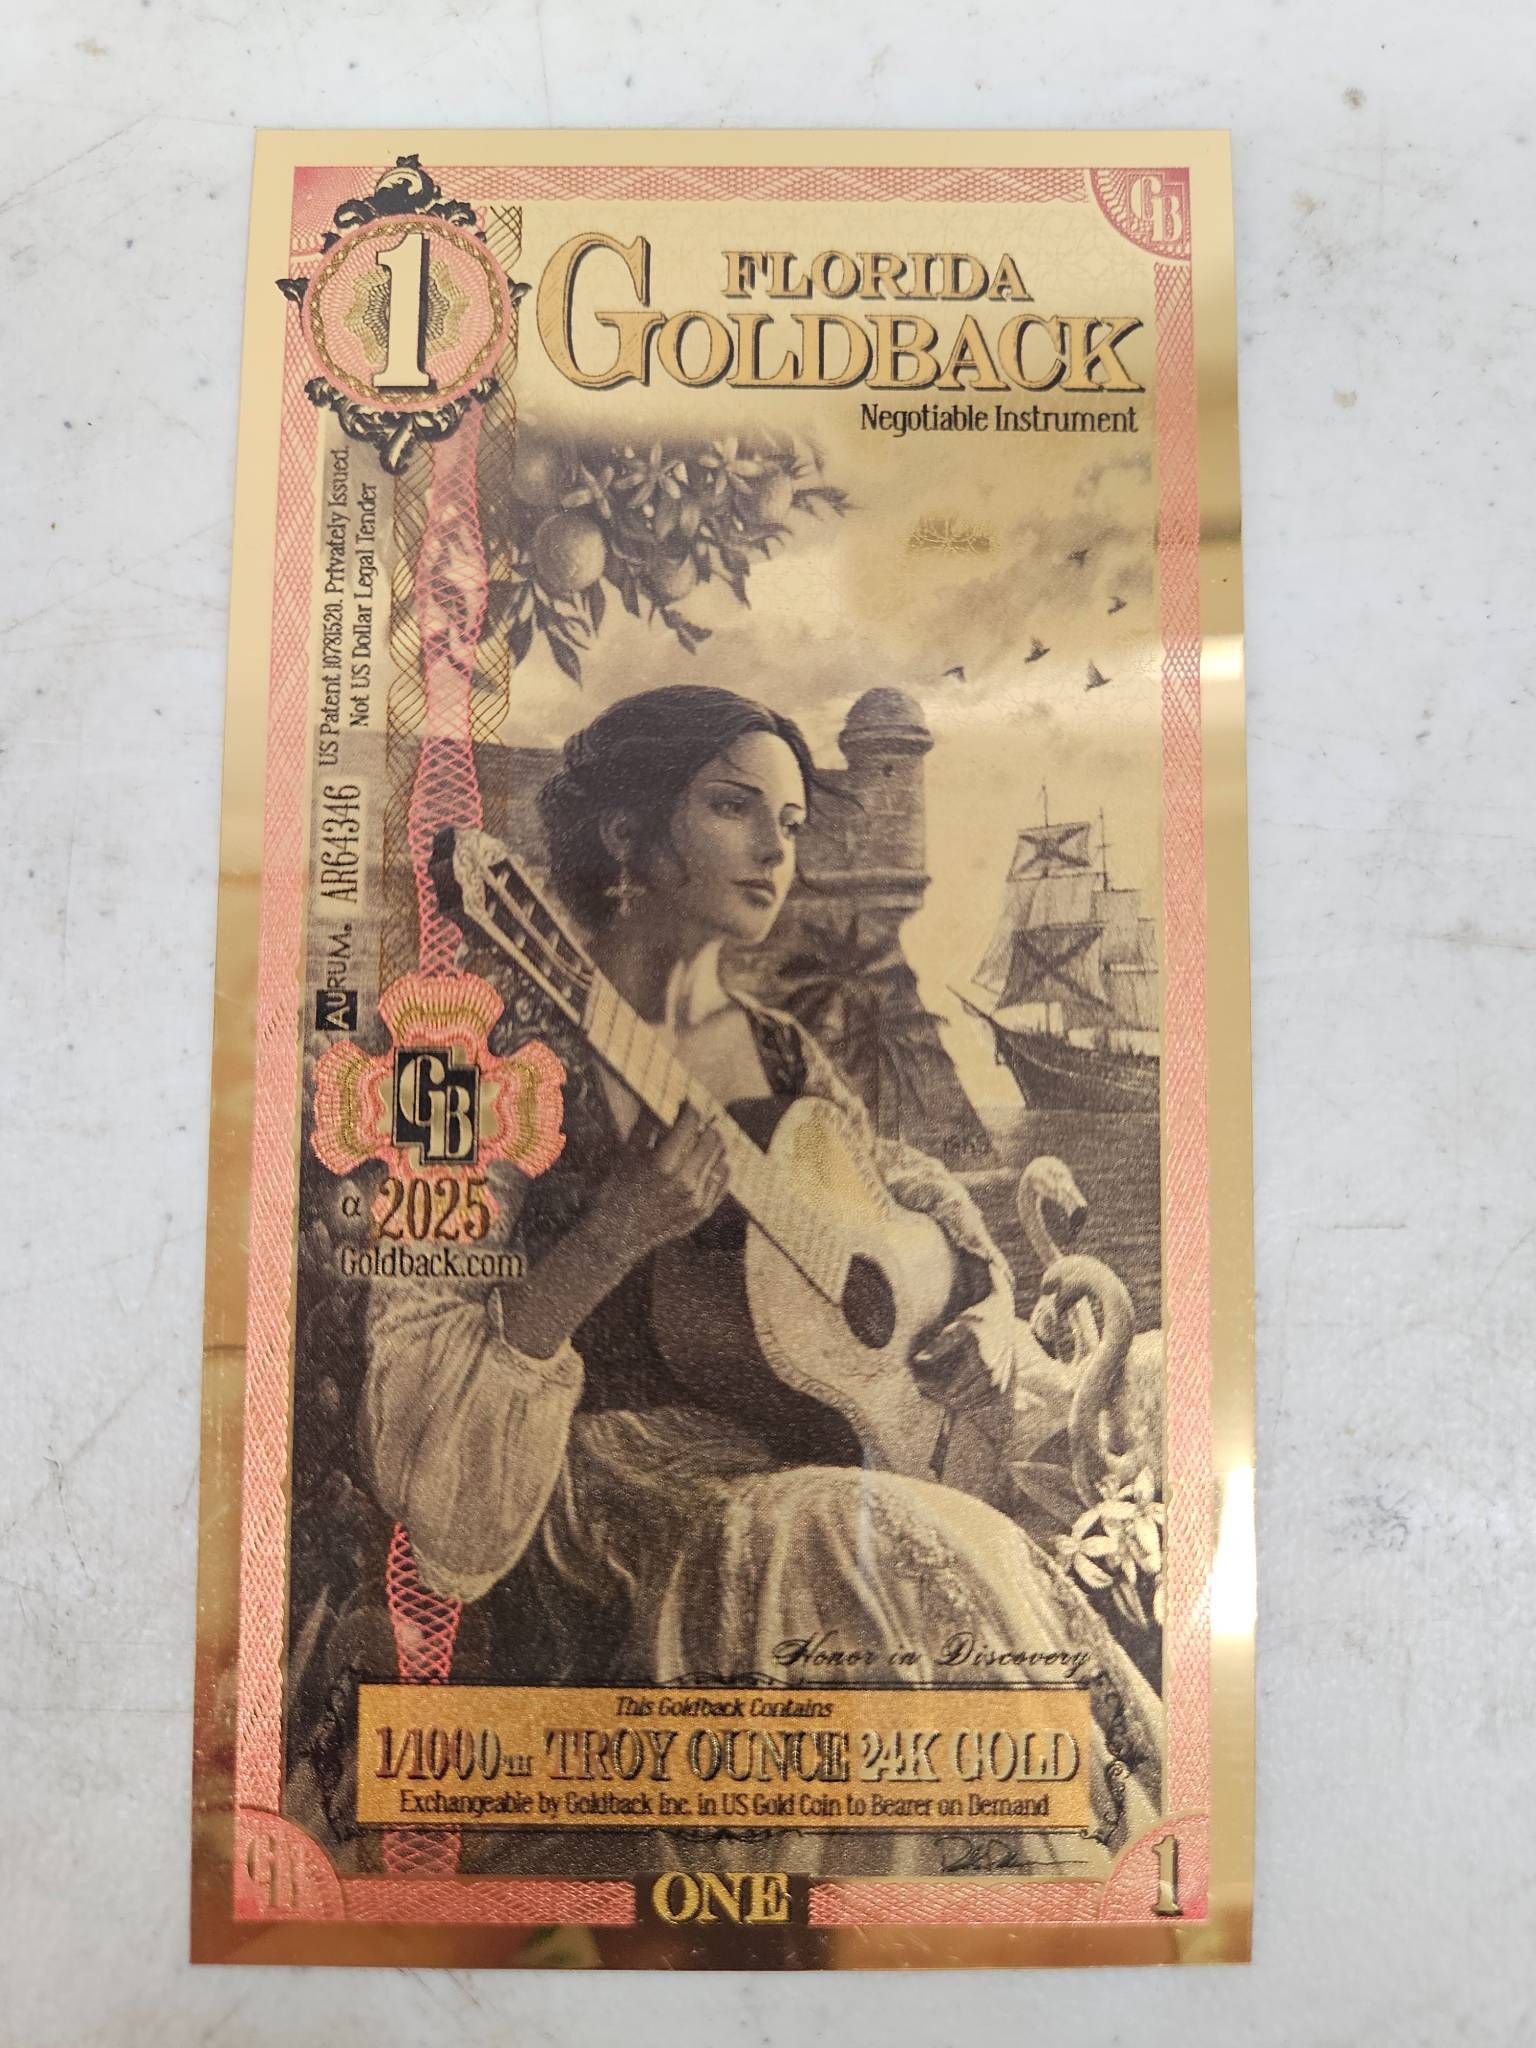 1
GB
FLORIDA
GOLDBACK
Negotiable Instrument
US Patent 10781520. Privately Issued.
Not US Dollar Legal Tender
AURUM® AR64346
GB
α 2025
Goldback.com
Honor in Discovery
This Goldback Contains
1/1000TH TROY OUNCE 24K GOLD
Exchangeable by Goldback Inc. in US Gold Coin to Bearer on Demand
GB
ONE
1